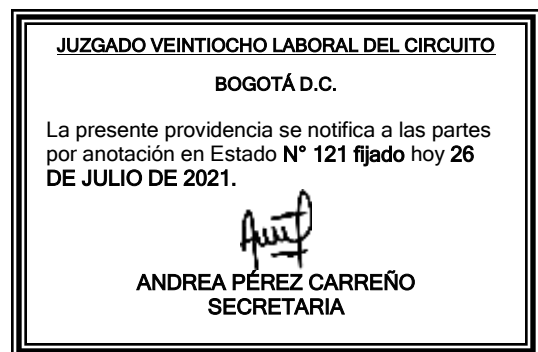 JUZGADO VEINTIOCHO LABORAL DEL CIRCUITO
BOGOTÁ D.C.
La presente providencia se notifica a las partes
por anotación en Estado N° 121 fijado hoy 26
DE JULIO DE 2021.
ANDREA PÉREZ CARREÑO
SECRETARIA